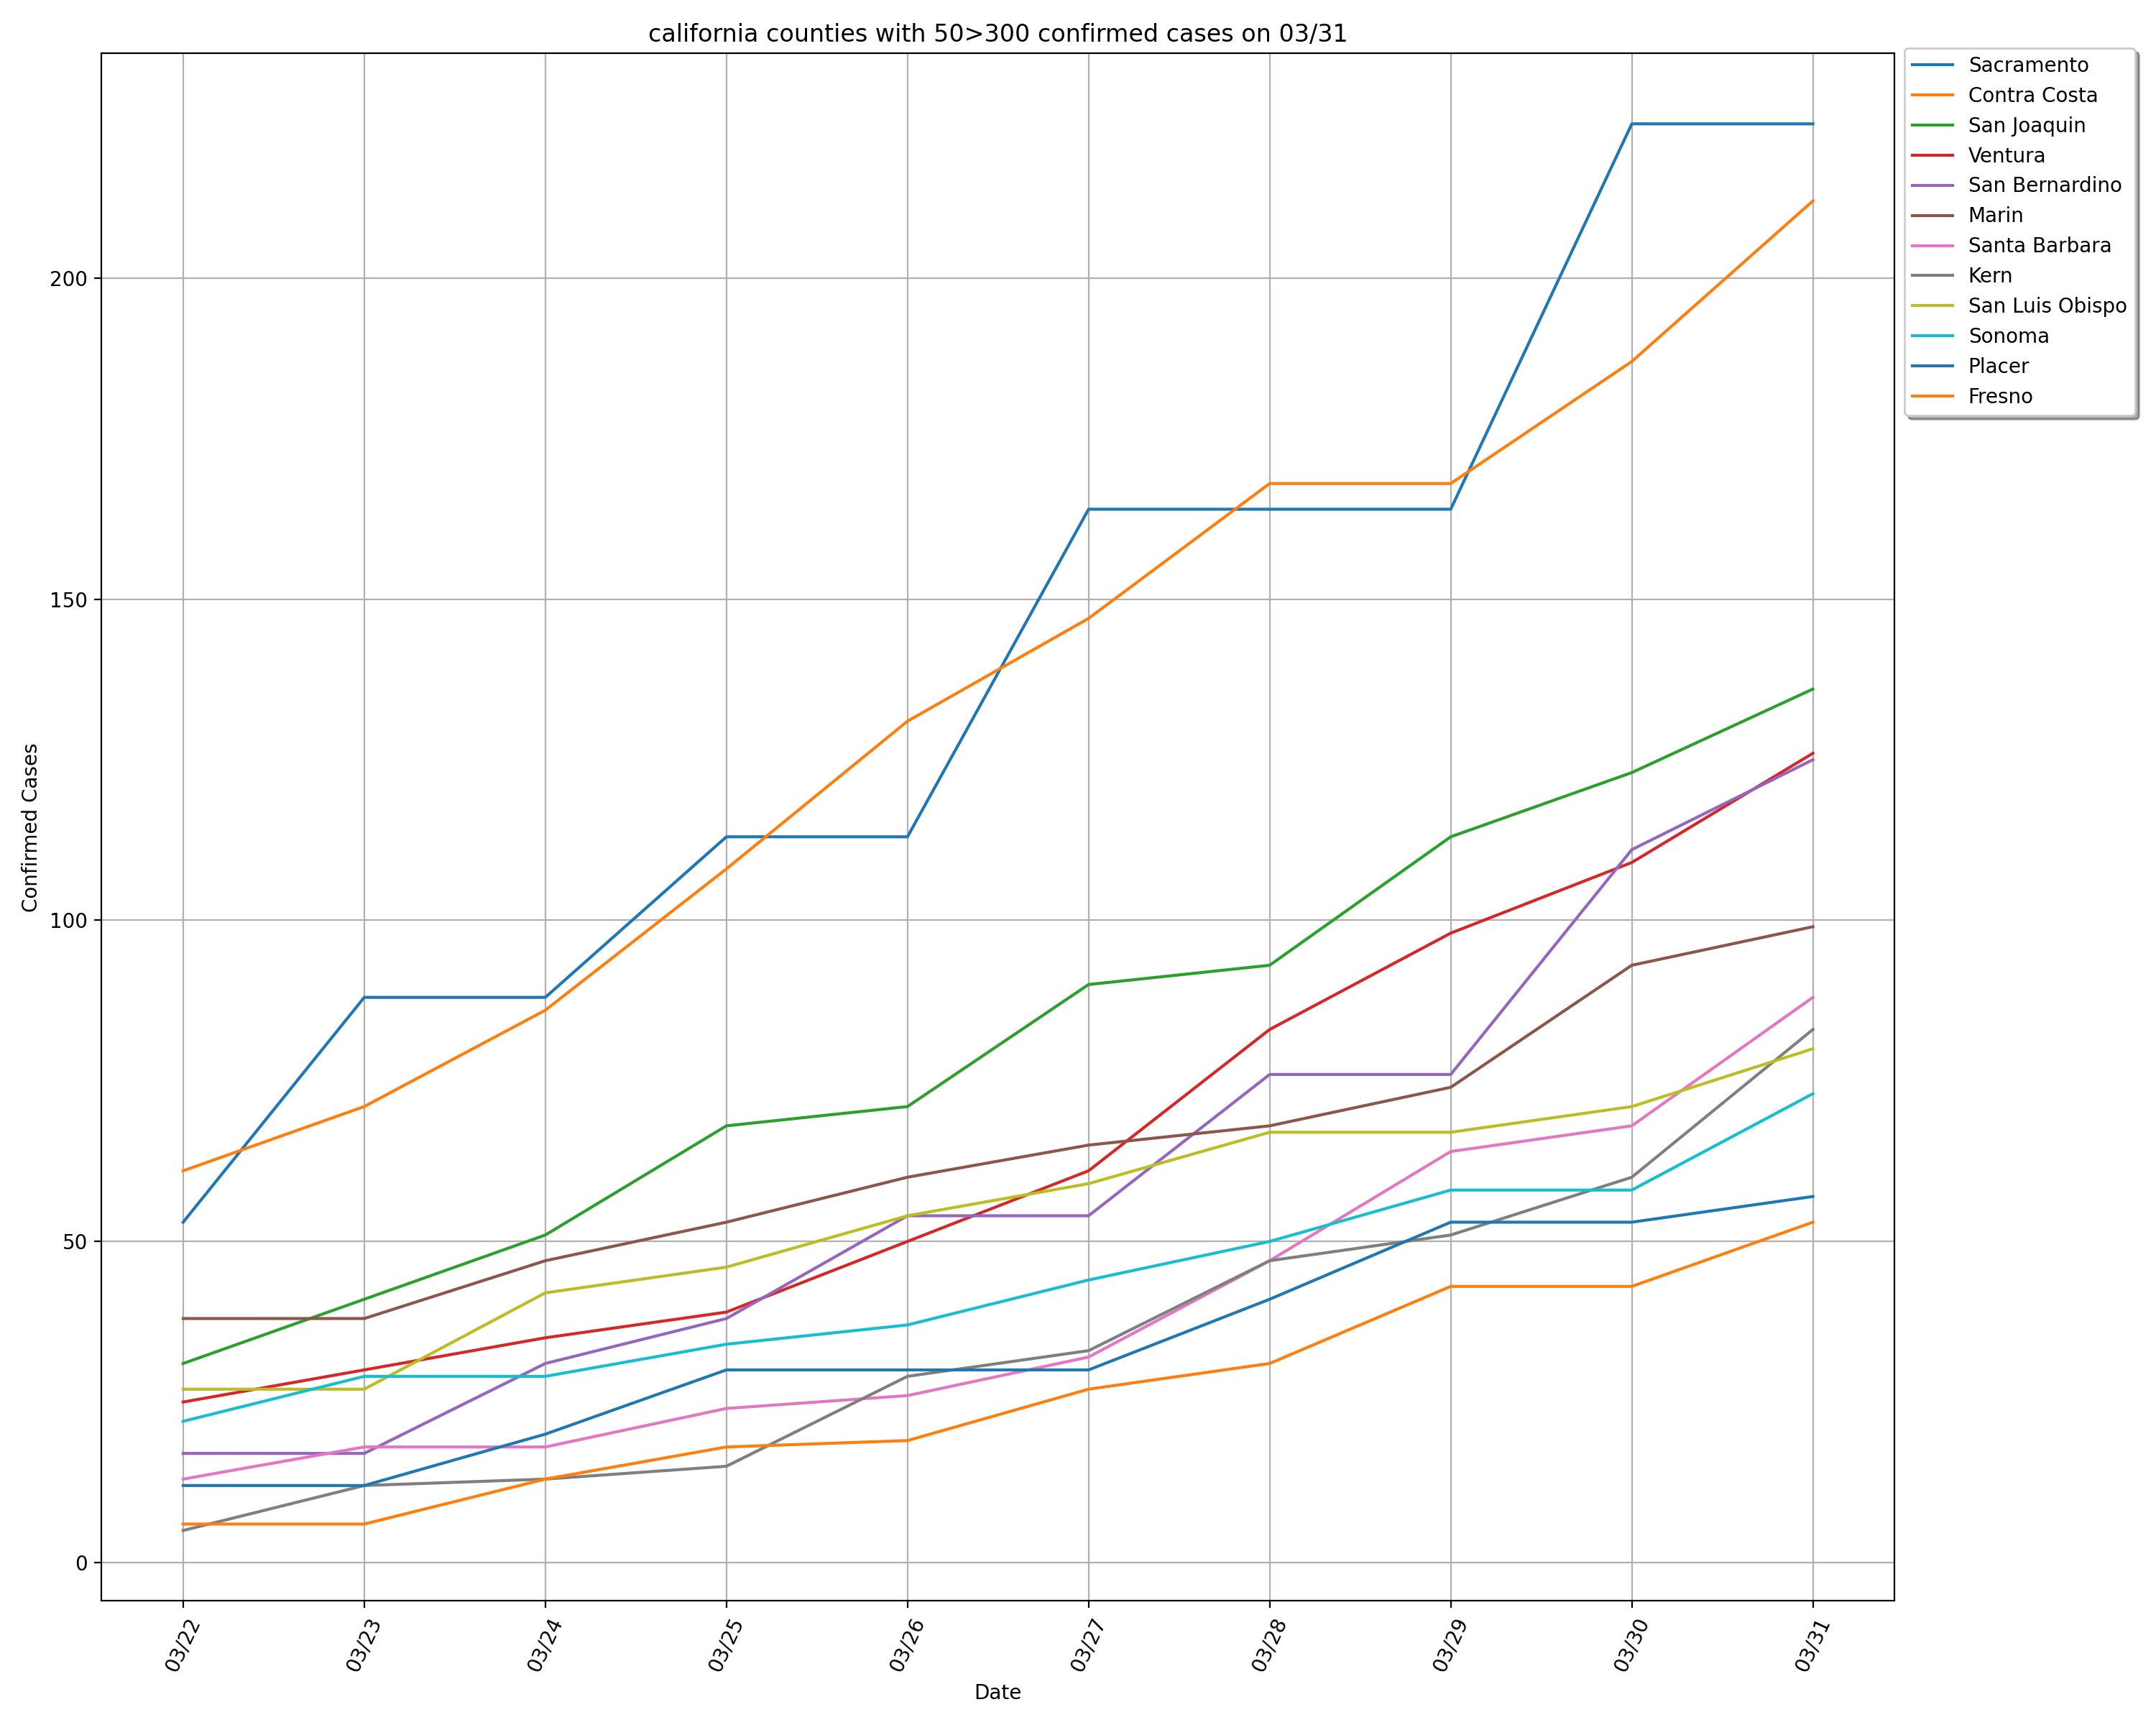 california counties with 50>300 confirmed cases on 03/31
Sacramento
Contra Costa
San Joaquin
Ventura
San Bernardino
Marin
Santa Barbara
Kern
San Luis Obispo
Sonoma
Placer
Fresno
Confirmed Cases
200
150
100
50
0
03/22
03/23
03/24
03/25
03/26
03/27
03/28
03/29
03/30
03/31
Date